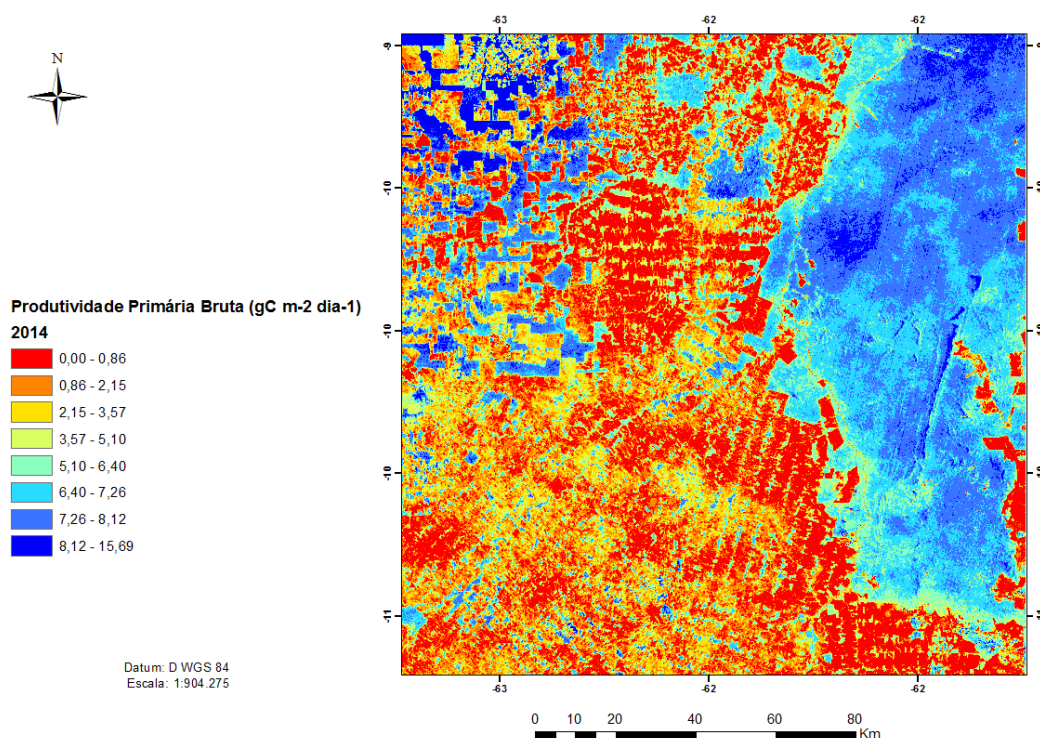 -63 -62 -62
-9
N
-10
Produtividade Primária Bruta (gC m-2 dia-1)
2014
-10
0,00 - 0,86
0,86 - 2,15
2,15 - 3,57
3,57 - 5,10
5,10 - 6,40
6,40 - 7,26
7,26 - 8,12
8,12 - 15,69
-10
-11
Datum: D WGS 84
Escala: 1:904.275
-63 -62 -62
0 10 20 40 60 80
Km